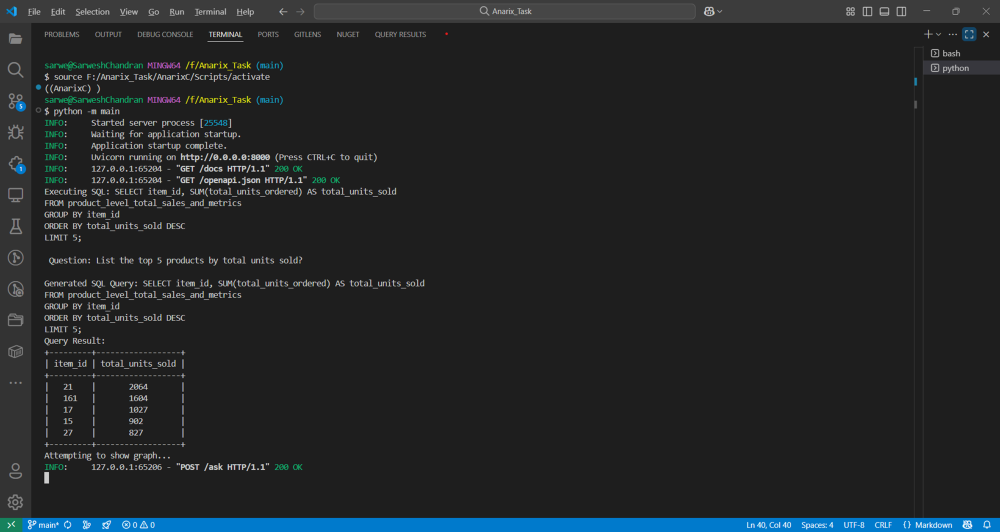 File Edit Selection View Go Run Terminal Help
Anarix_Task
PROBLEMS OUTPUT DEBUG CONSOLE TERMINAL PORTS GITLENS NUGET QUERY RESULTS
bash
python
sarwe@SarweshChandran MINGW64 /f/Anarix_Task (main)
$ source F:/Anarix_Task/AnarixC/Scripts/activate
((AnarixC) )
sarwe@SarweshChandran MINGW64 /f/Anarix_Task (main)
$ python -m main
INFO: Started server process [25548]
INFO: Waiting for application startup.
INFO: Application startup complete.
INFO: Uvicorn running on http://0.0.0.0:8000 (Press CTRL+C to quit)
INFO: 127.0.0.1:65204 - "GET /docs HTTP/1.1" 200 OK
INFO: 127.0.0.1:65204 - "GET /openapi.json HTTP/1.1" 200 OK
Executing SQL: SELECT item_id, SUM(total_units_ordered) AS total_units_sold
FROM product_level_total_sales_and_metrics
GROUP BY item_id
ORDER BY total_units_sold DESC
LIMIT 5;
Question: List the top 5 products by total units sold?
Generated SQL Query: SELECT item_id, SUM(total_units_ordered) AS total_units_sold
FROM product_level_total_sales_and_metrics
GROUP BY item_id
ORDER BY total_units_sold DESC
LIMIT 5;
Query Result:
+---------+------------------+
| item_id | total_units_sold |
+---------+------------------+
| 21 | 2064 |
| 161 | 1604 |
| 17 | 1027 |
| 15 | 902 |
| 27 | 827 |
+---------+------------------+
Attempting to show graph...
INFO: 127.0.0.1:65206 - "POST /ask HTTP/1.1" 200 OK
3
1
main* 0 0 Ln 40, Col 40 Spaces: 4 UTF-8 CRLF {} Markdown